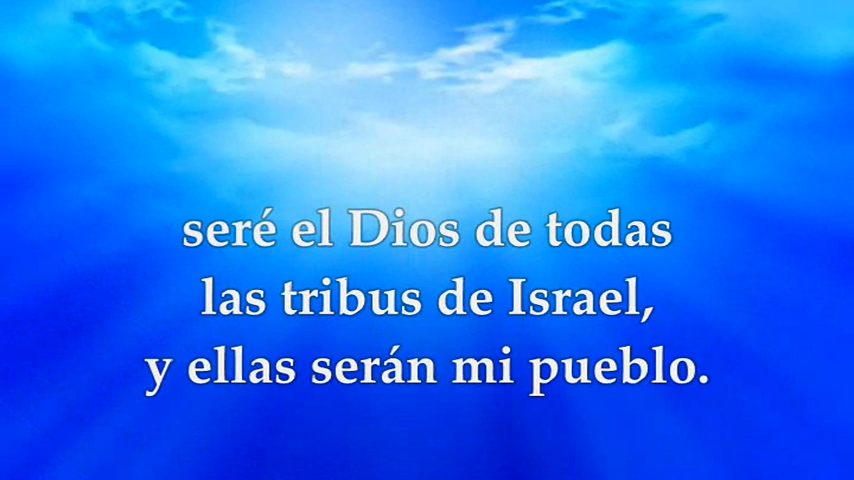 seré el Dios de todas
las tribus de Israel,
y ellas serán mi pueblo.